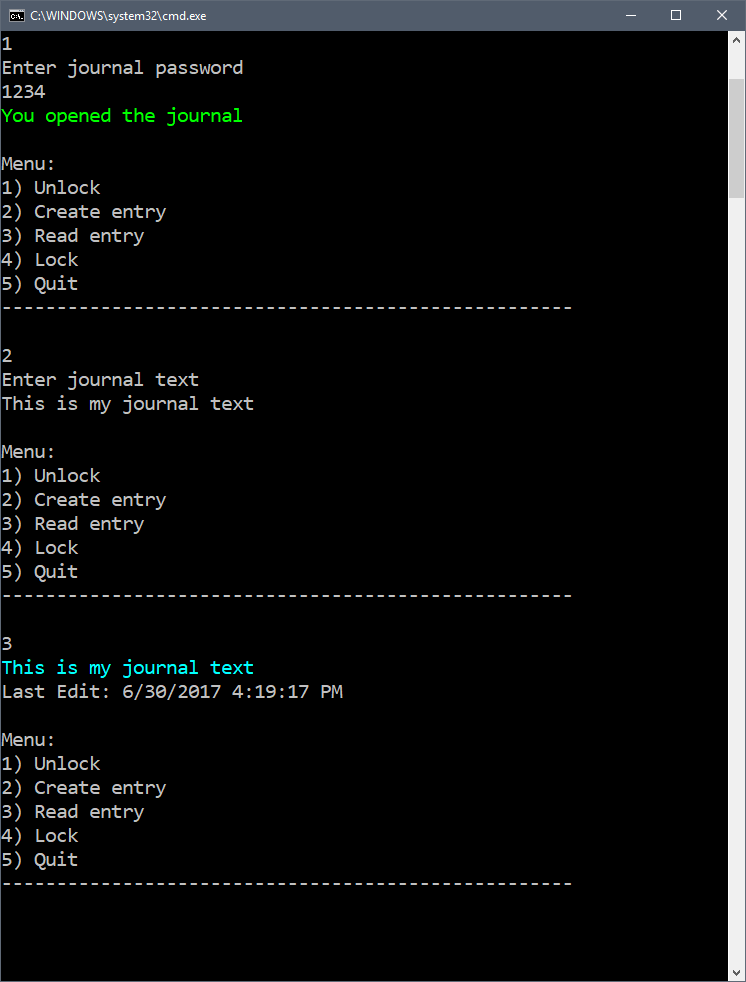 C:\WINDOWS\system32\cmd.exe
1
Enter journal password
1234
You opened the journal
Menu:
1) Unlock
2) Create entry
3) Read entry
4) Lock
5) Quit
----------------------------------------------------
2
Enter journal text
This is my journal text
Menu:
1) Unlock
2) Create entry
3) Read entry
4) Lock
5) Quit
----------------------------------------------------
3
This is my journal text
Last Edit: 6/30/2017 4:19:17 PM
Menu:
1) Unlock
2) Create entry
3) Read entry
4) Lock
5) Quit
----------------------------------------------------